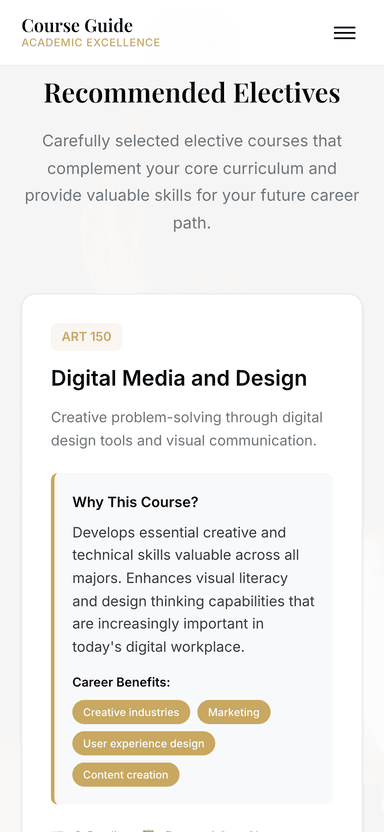 Course Guide
ACADEMIC EXCELLENCE
Recommended Electives
Carefully selected elective courses that
complement your core curriculum and
provide valuable skills for your future career
path.
ART 150
Digital Media and Design
Creative problem-solving through digital
design tools and visual communication.
Why This Course?
Develops essential creative and
technical skills valuable across all
majors. Enhances visual literacy
and design thinking capabilities that
are increasingly important in
today's digital workplace.
Career Benefits:
Creative industries Marketing
User experience design
Content creation